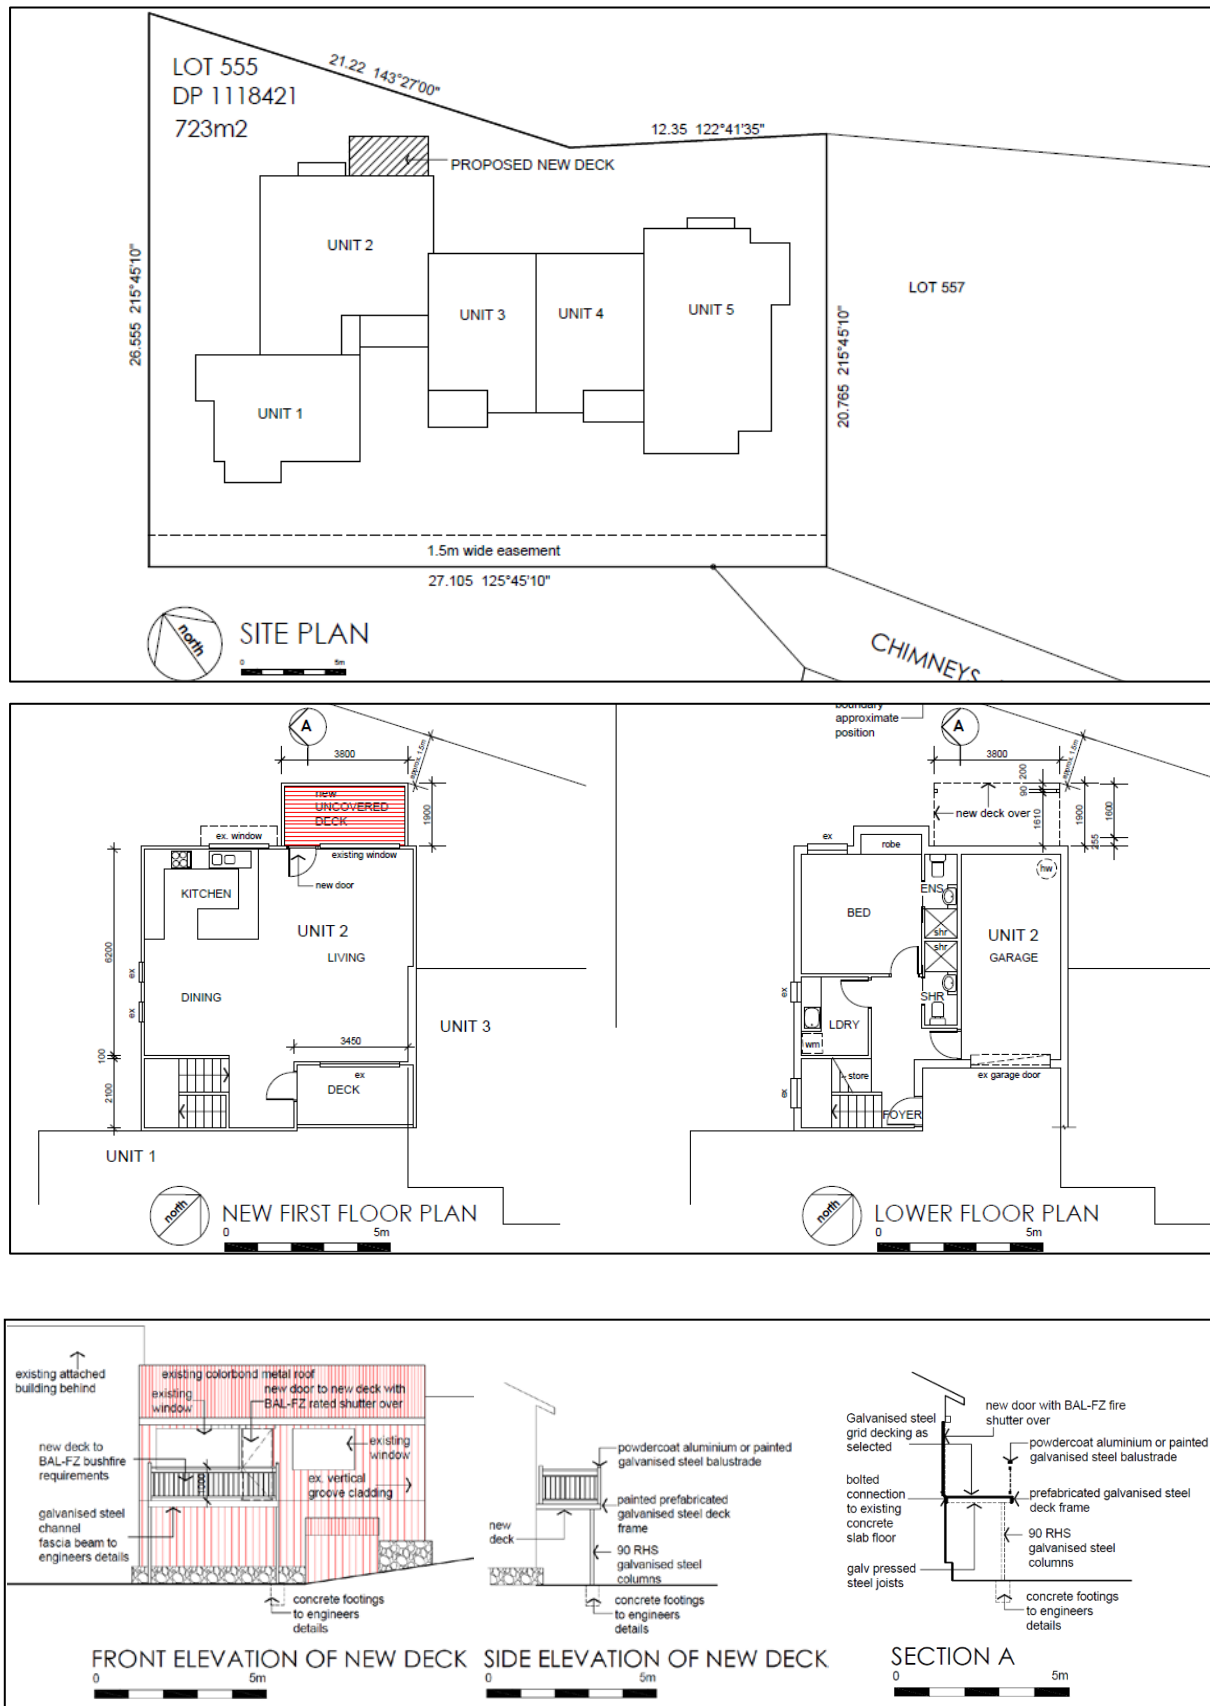 LOT 555
DP 1118421
723m2
21.22 143°27'00"
12.35 122°41'35"
PROPOSED NEW DECK
UNIT 2
UNIT 3
UNIT 4
UNIT 5
UNIT 1
LOT 557
26.555 215°45'10"
20.765 215°45'10"
1.5m wide easement
27.105 125°45'10"
north
SITE PLAN
0 5m
CHIMNEYS
A
3800
approx. 1.5m
new
UNCOVERED
DECK
1900
ex. window
existing window
new door
KITCHEN
UNIT 2
LIVING
DINING
6200
ex
ex
100
2100
3450
ex
DECK
UNIT 3
UNIT 1
north
NEW FIRST FLOOR PLAN
0 5m
boundary
approximate
position
A
3800
approx. 1.5m
200
90
1610
1900
1600
255
new deck over
ex
robe
hw
ENS
BED
shr
shr
UNIT 2
GARAGE
SHR
ex
LDRY
wm
store
ex garage door
ex
FOYER
north
LOWER FLOOR PLAN
0 5m
existing attached
building behind
existing colorbond metal roof
existing
window
new door to new deck with
BAL-FZ rated shutter over
new deck to
BAL-FZ bushfire
requirements
existing
window
1000
ex. vertical
groove cladding
galvanised steel
channel
fascia beam to
engineers details
concrete footings
to engineers
details
FRONT ELEVATION OF NEW DECK
0 5m
powdercoat aluminium or painted
galvanised steel balustrade
new
deck
painted prefabricated
galvanised steel deck
frame
90 RHS
galvanised steel
columns
concrete footings
to engineers
details
SIDE ELEVATION OF NEW DECK
0 5m
new door with BAL-FZ fire
shutter over
Galvanised steel
grid decking as
selected
powdercoat aluminium or painted
galvanised steel balustrade
bolted
connection
to existing
concrete
slab floor
prefabricated galvanised steel
deck frame
90 RHS
galvanised steel
columns
galv pressed
steel joists
concrete footings
to engineers
details
SECTION A
0 5m